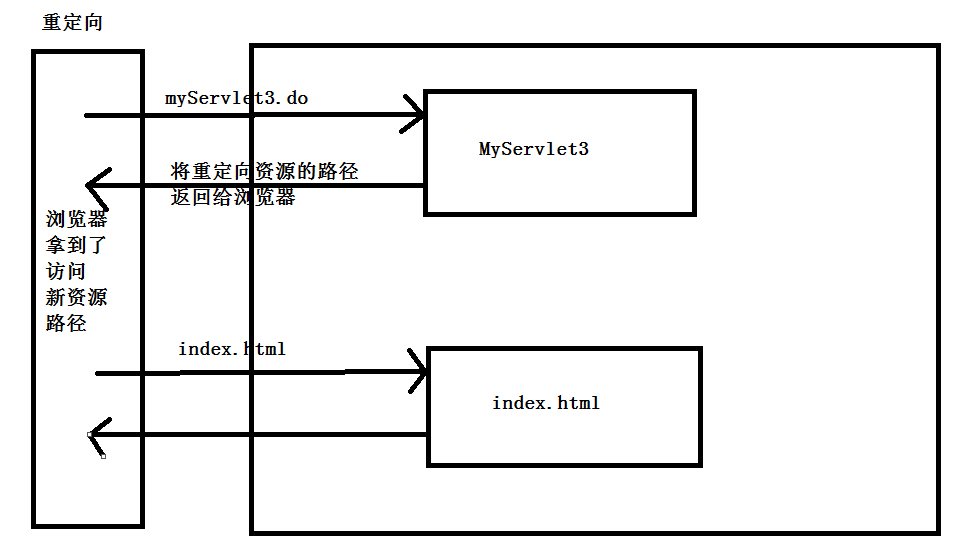 重定向
myServlet3.do
MyServlet3
将重定向资源的路径
返回给浏览器
浏览器
拿到了
访问
新资源
路径
index.html
index.html